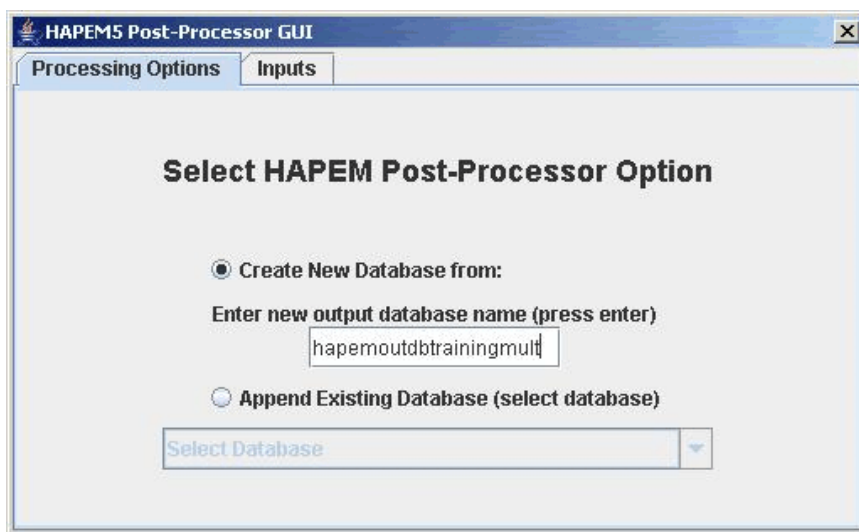 HAPEM5 Post-Processor GUI
Processing Options Inputs
Select HAPEM Post-Processor Option
Create New Database from:
Enter new output database name (press enter)
hapemoutdbtrainingmult
Append Existing Database (select database)
Select Database